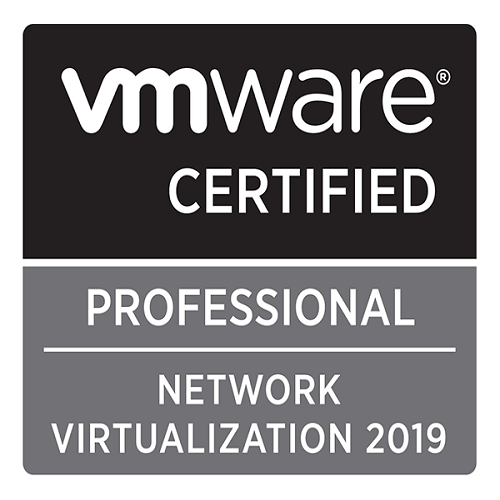 vmware®
CERTIFIED
PROFESSIONAL
NETWORK
VIRTUALIZATION 2019